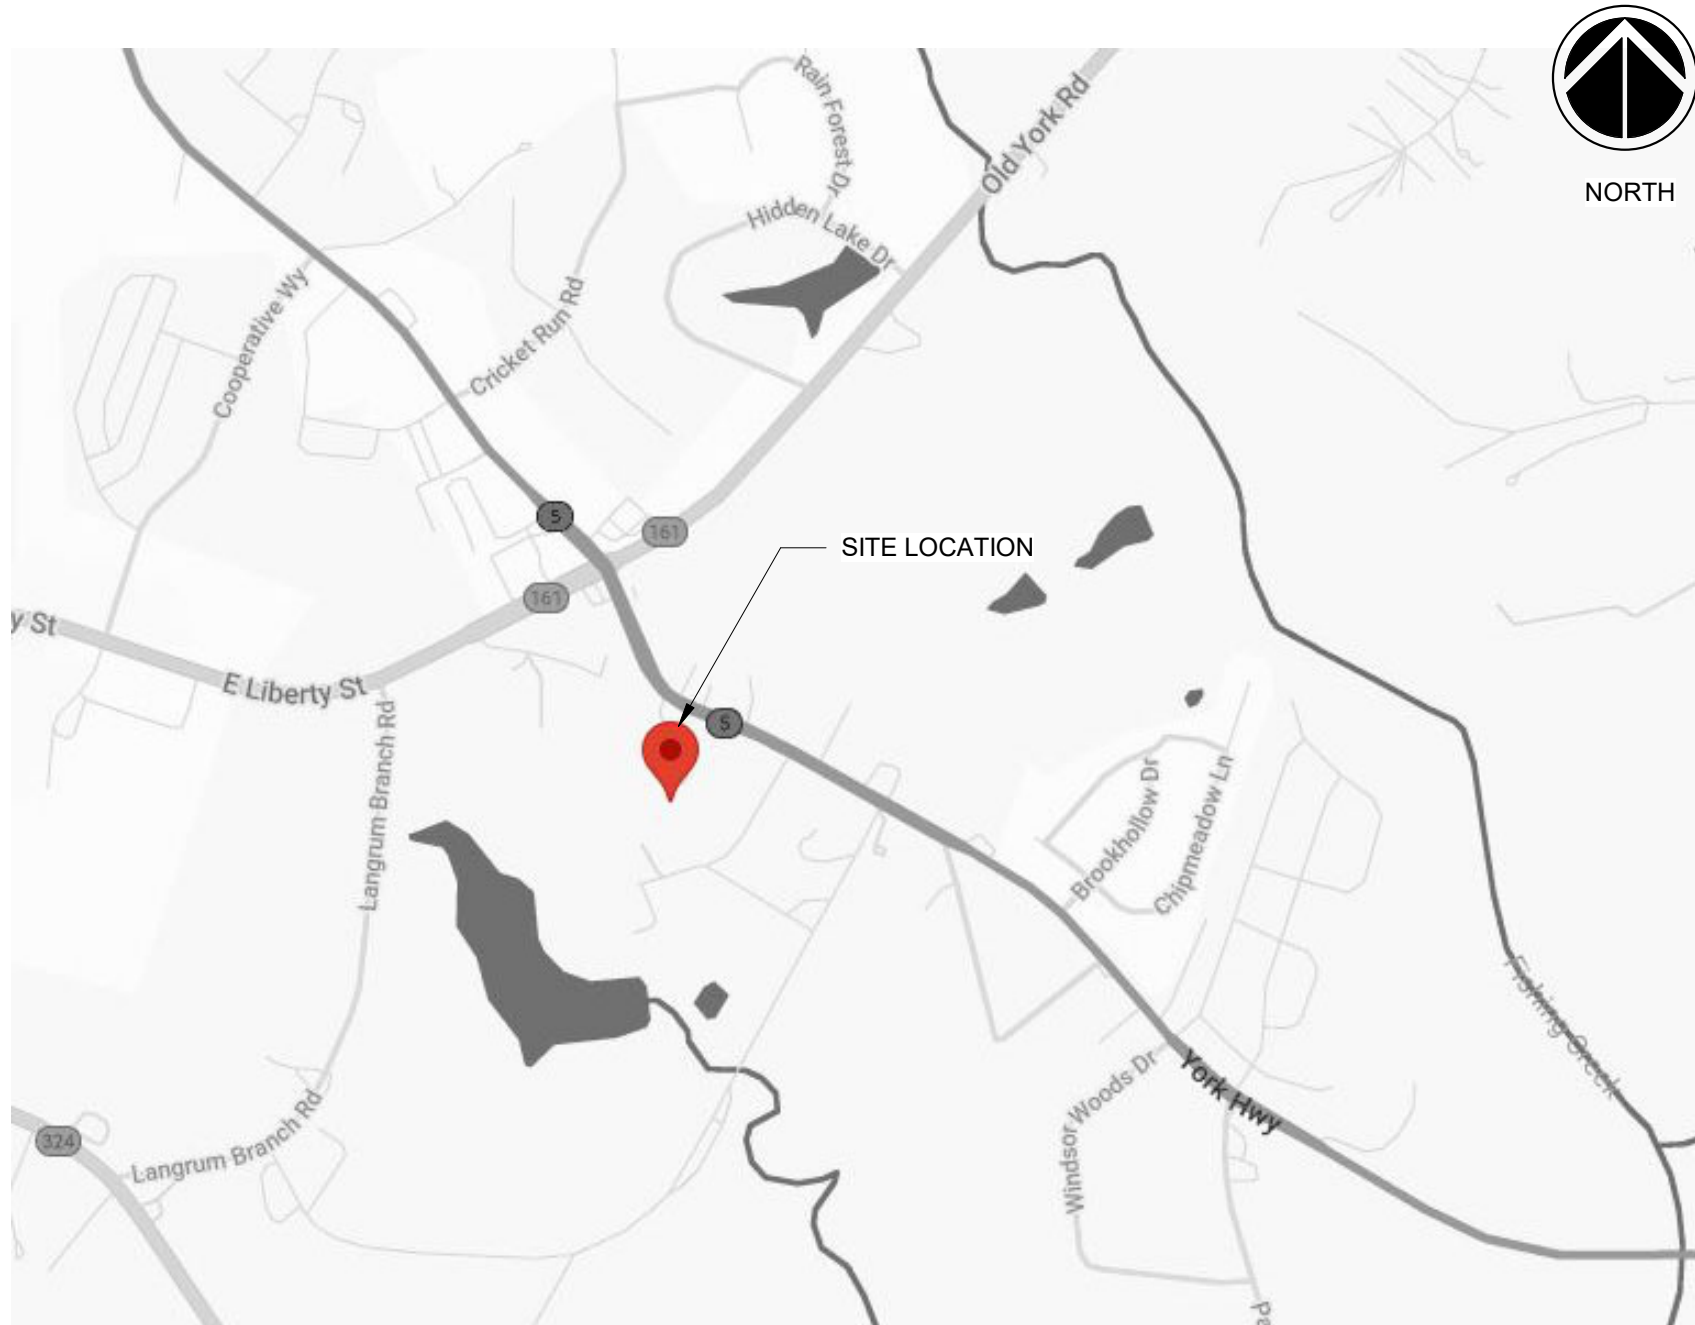 NORTH
Rain Forest Dr
Old York Rd
Hidden Lake Dr
Cooperative Wy
Cricket Run Rd
5
161
SITE LOCATION
161
y St
E Liberty St
5
Langrum Branch Rd
Brookhollow Dr
Chipmeadow Ln
Fishing Creek
York Hwy
Windsor Woods Dr
324
Langrum Branch Rd
Pa